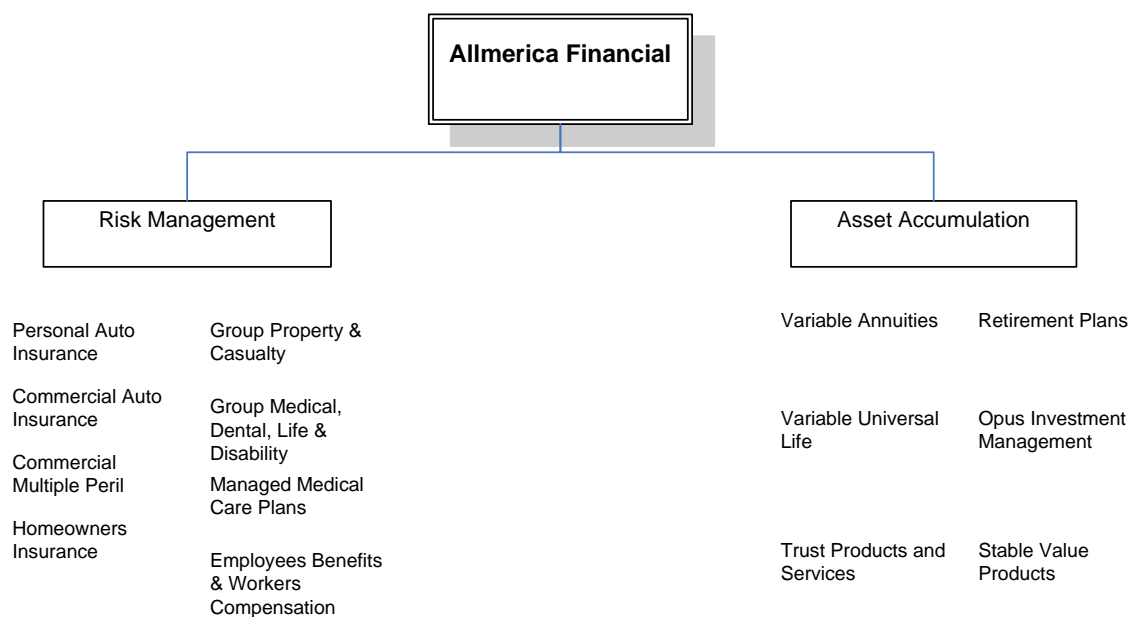 Allmerica Financial
Risk Management
Asset Accumulation
Personal Auto
Insurance
Commercial Auto
Insurance
Commercial
Multiple Peril
Homeowners
Insurance
Group Property &
Casualty
Group Medical,
Dental, Life &
Disability
Managed Medical
Care Plans
Employees Benefits
& Workers
Compensation
Variable Annuities
Variable Universal
Life
Trust Products and
Services
Retirement Plans
Opus Investment
Management
Stable Value
Products